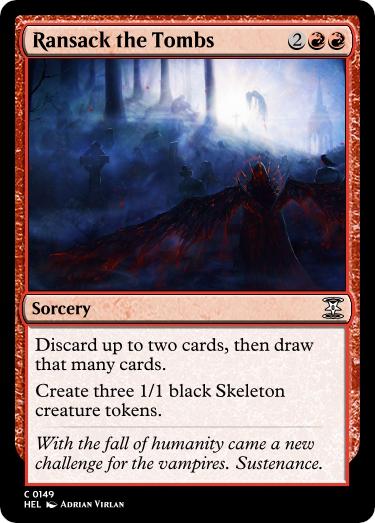 Ransack the Tombs 2
Sorcery
Discard up to two cards, then draw
that many cards.
Create three 1/1 black Skeleton
creature tokens.
With the fall of humanity came a new
challenge for the vampires. Sustenance.
C 0149
HEL Adrian Virlan